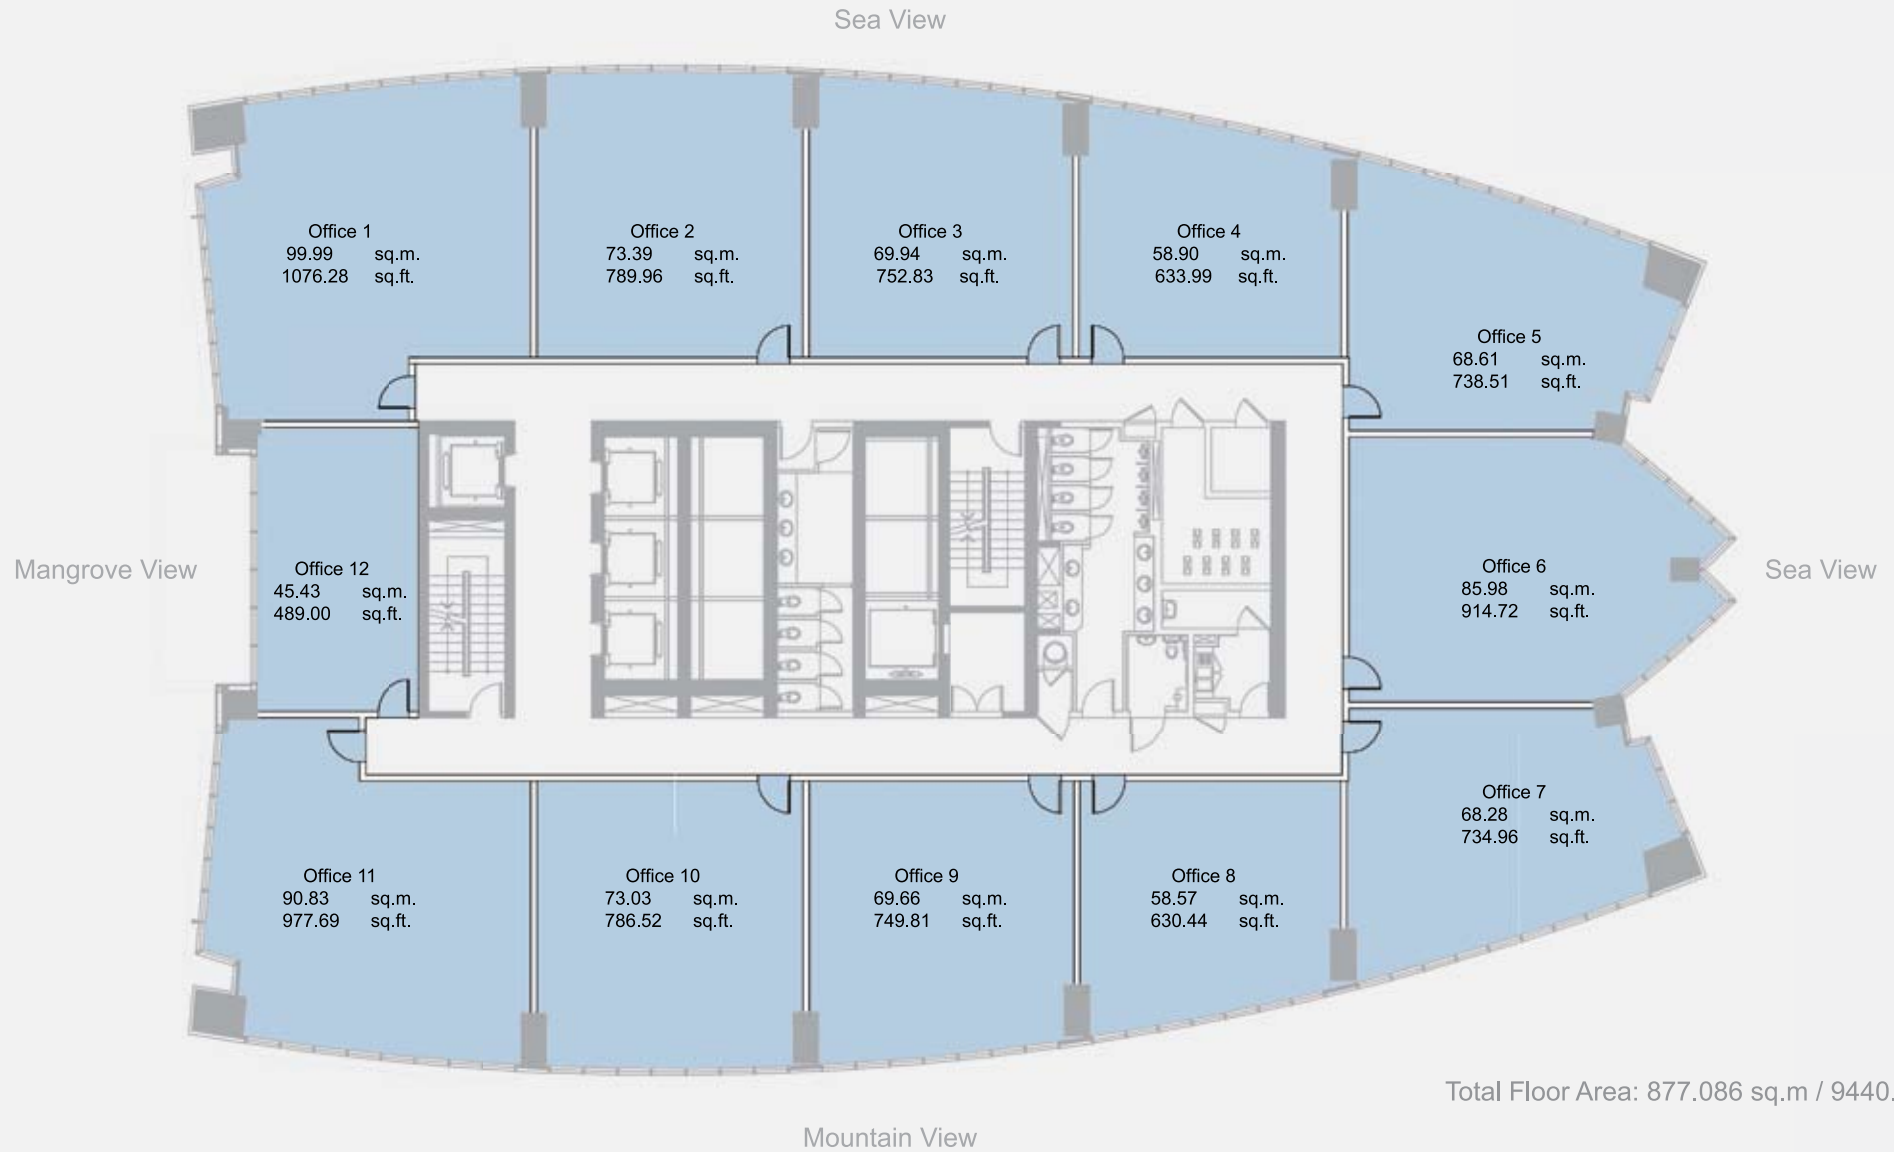 Sea View
Office 1
99.99 sq.m.
1076.28 sq.ft.
Office 2
73.39 sq.m.
789.96 sq.ft.
Office 3
69.94 sq.m.
752.83 sq.ft.
Office 4
58.90 sq.m.
633.99 sq.ft.
Office 5
68.61 sq.m.
738.51 sq.ft.
Mangrove View
Office 12
45.43 sq.m.
489.00 sq.ft.
Office 6
85.98 sq.m.
914.72 sq.ft.
Sea View
Office 7
68.28 sq.m.
734.96 sq.ft.
Office 11
90.83 sq.m.
977.69 sq.ft.
Office 10
73.03 sq.m.
786.52 sq.ft.
Office 9
69.66 sq.m.
749.81 sq.ft.
Office 8
58.57 sq.m.
630.44 sq.ft.
Total Floor Area: 877.086 sq.m / 9440.
Mountain View